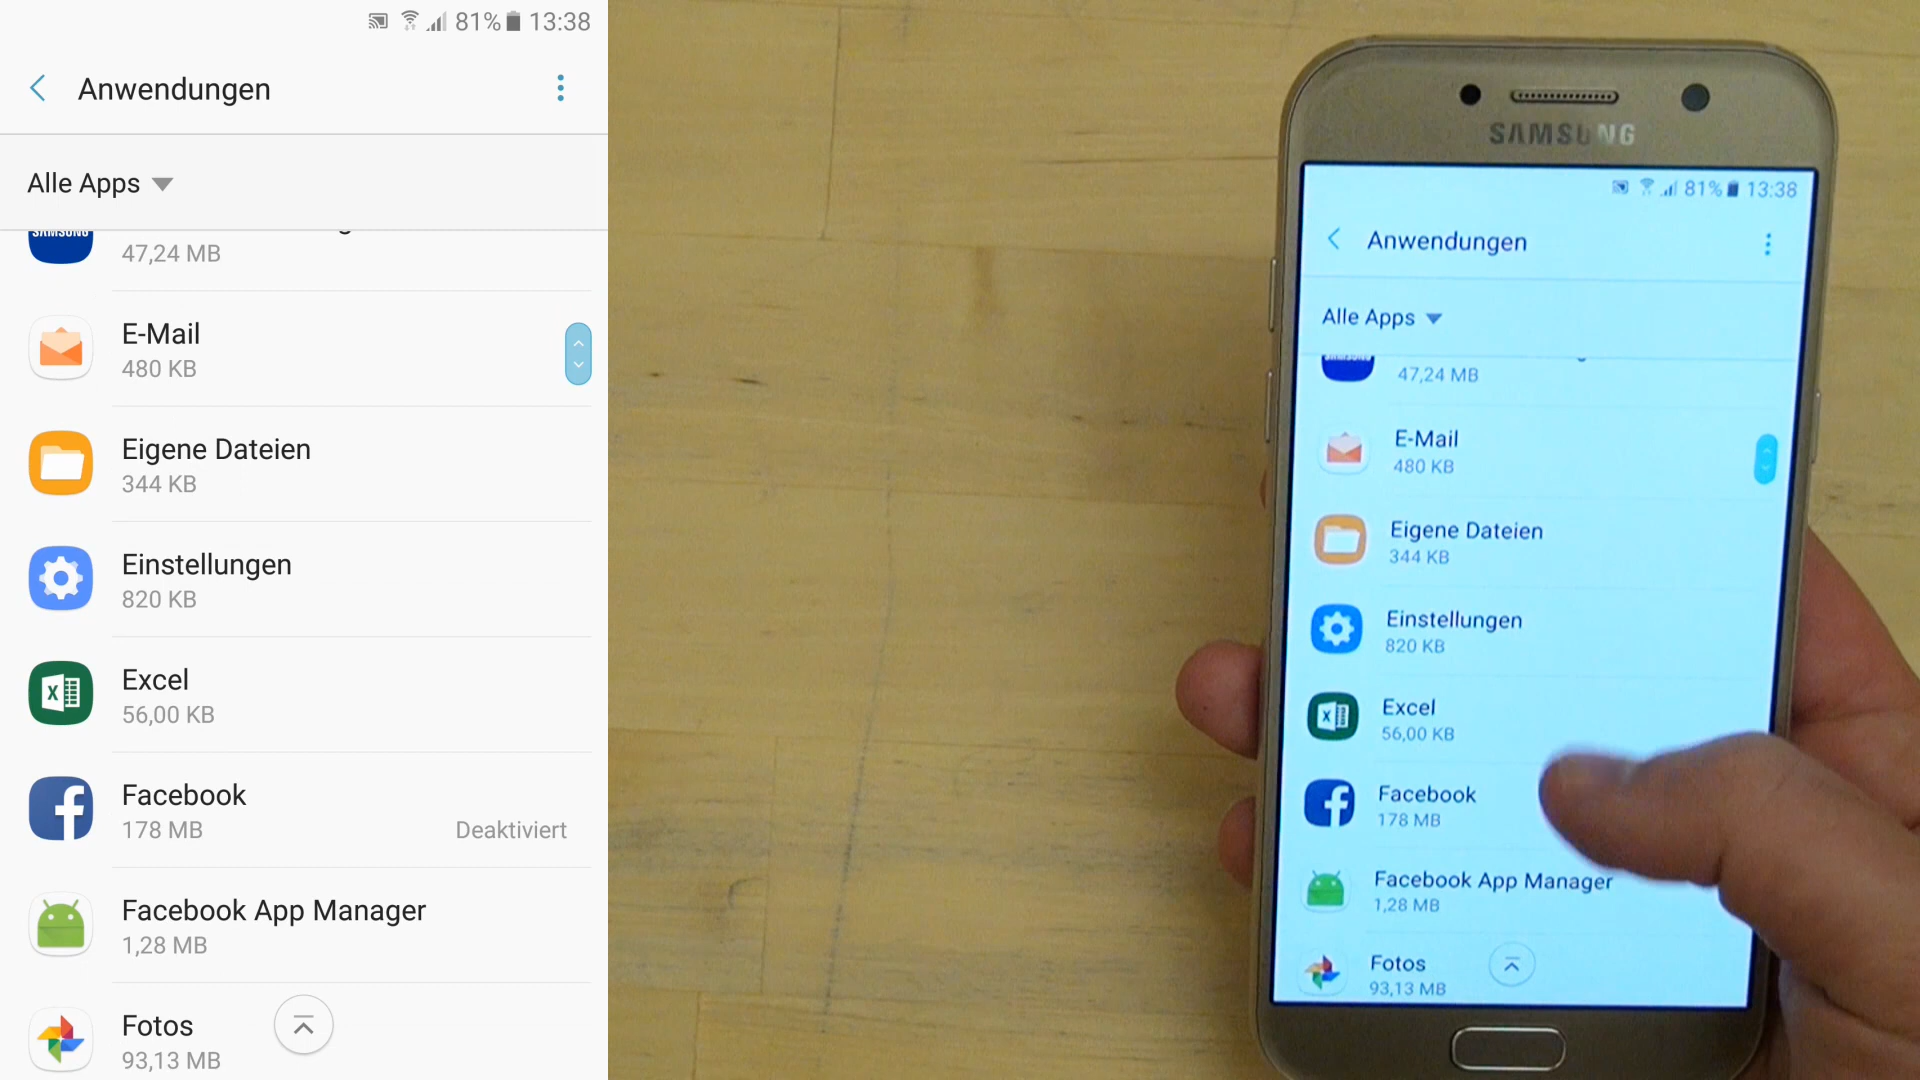 81% 13:38
Anwendungen
Alle Apps
SAMSUNG
47,24 MB
E-Mail
480 KB
Eigene Dateien
344 KB
Einstellungen
820 KB
Excel
56,00 KB
Facebook
178 MB
Deaktiviert
Facebook App Manager
1,28 MB
Fotos
93,13 MB
SAMSUNG
81% 13:38
Anwendungen
Alle Apps
47,24 MB
E-Mail
480 KB
Eigene Dateien
344 KB
Einstellungen
820 KB
Excel
56,00 KB
Facebook
178 MB
Facebook App Manager
1,28 MB
Fotos
93,13 MB